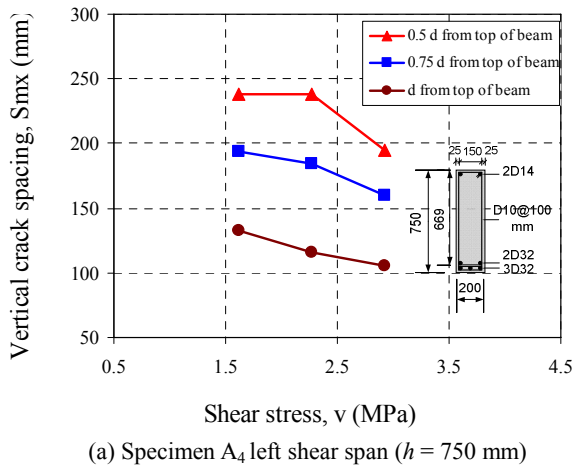 300
250
200
150
100
50
0.5
1.5
2.5
3.5
4.5
Vertical crack spacing, Smx (mm)
Shear stress, v (MPa)
0.5 d from top of beam
0.75 d from top of beam
d from top of beam
25 150 25
2D14
D10@100
mm
750
669
2D32
3D32
200
(a) Specimen A4 left shear span (h = 750 mm)